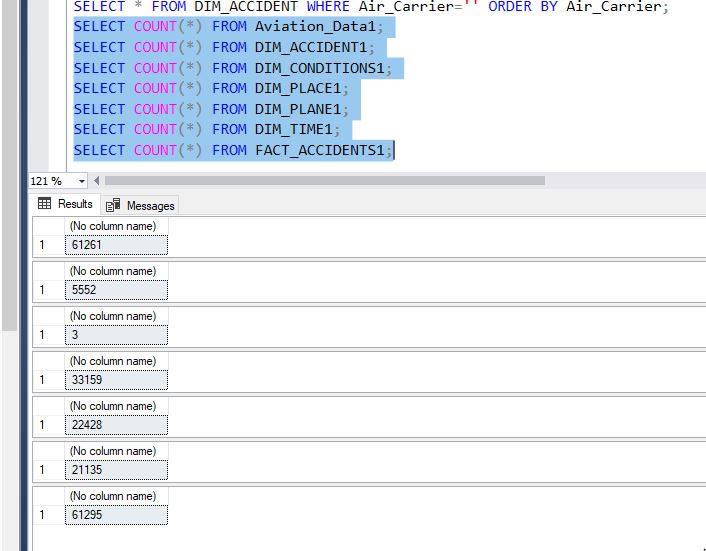 SELECT * FROM DIM_ACCIDENT WHERE Air_Carrier='' ORDER BY Air_Carrier;
SELECT COUNT(*) FROM Aviation_Data1;
SELECT COUNT(*) FROM DIM_ACCIDENT1;
SELECT COUNT(*) FROM DIM_CONDITIONS1;
SELECT COUNT(*) FROM DIM_PLACE1;
SELECT COUNT(*) FROM DIM_PLANE1;
SELECT COUNT(*) FROM DIM_TIME1;
SELECT COUNT(*) FROM FACT_ACCIDENTS1;
121 %
Results Messages
(No column name)
1 61261
(No column name)
1 5552
(No column name)
1 3
(No column name)
1 33159
(No column name)
1 22428
(No column name)
1 21135
(No column name)
1 61295